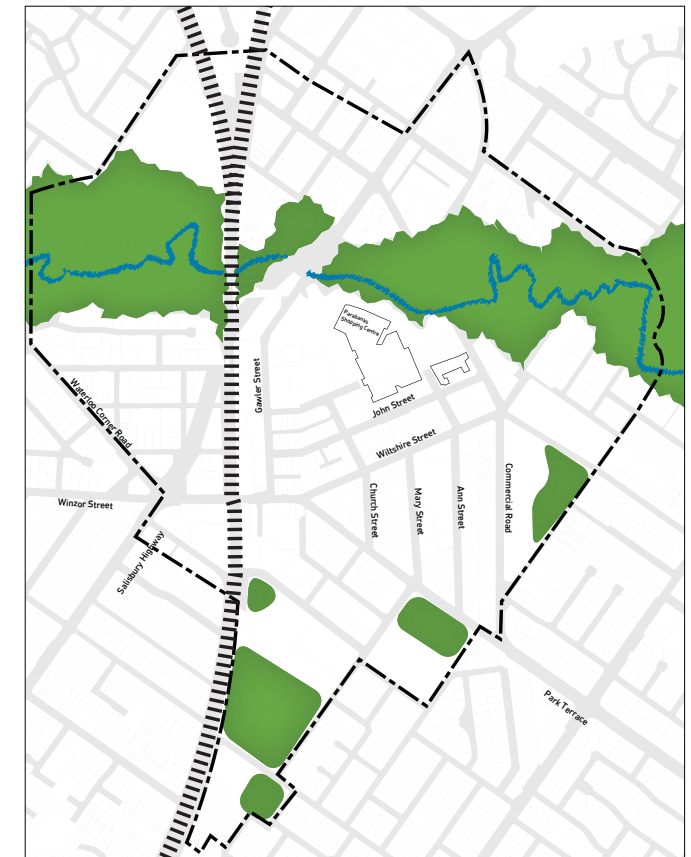 Parabanks
Shopping Centre
Gawler Street
John Street
Waterloo Corner Road
Wiltshire Street
Winzor Street
Church Street
Mary Street
Ann Street
Commercial Road
Salisbury Highway
Park Terrace